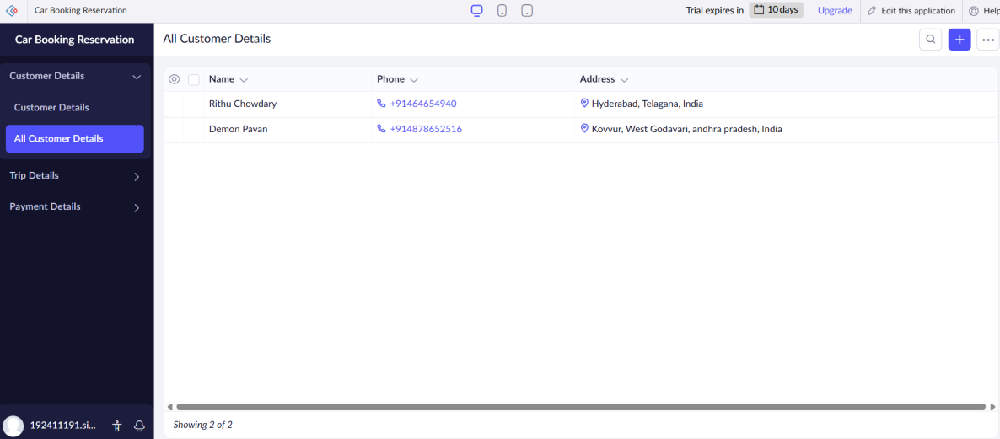 Car Booking Reservation
Trial expires in 10 days Upgrade Edit this application Help
Car Booking Reservation
Customer Details
Customer Details
All Customer Details
Trip Details
Payment Details
192411191.si...
All Customer Details
Name Phone Address
Rithu Chowdary +91464654940 Hyderabad, Telagana, India
Demon Pavan +914878652516 Kovvur, West Godavari, andhra pradesh, India
Showing 2 of 2